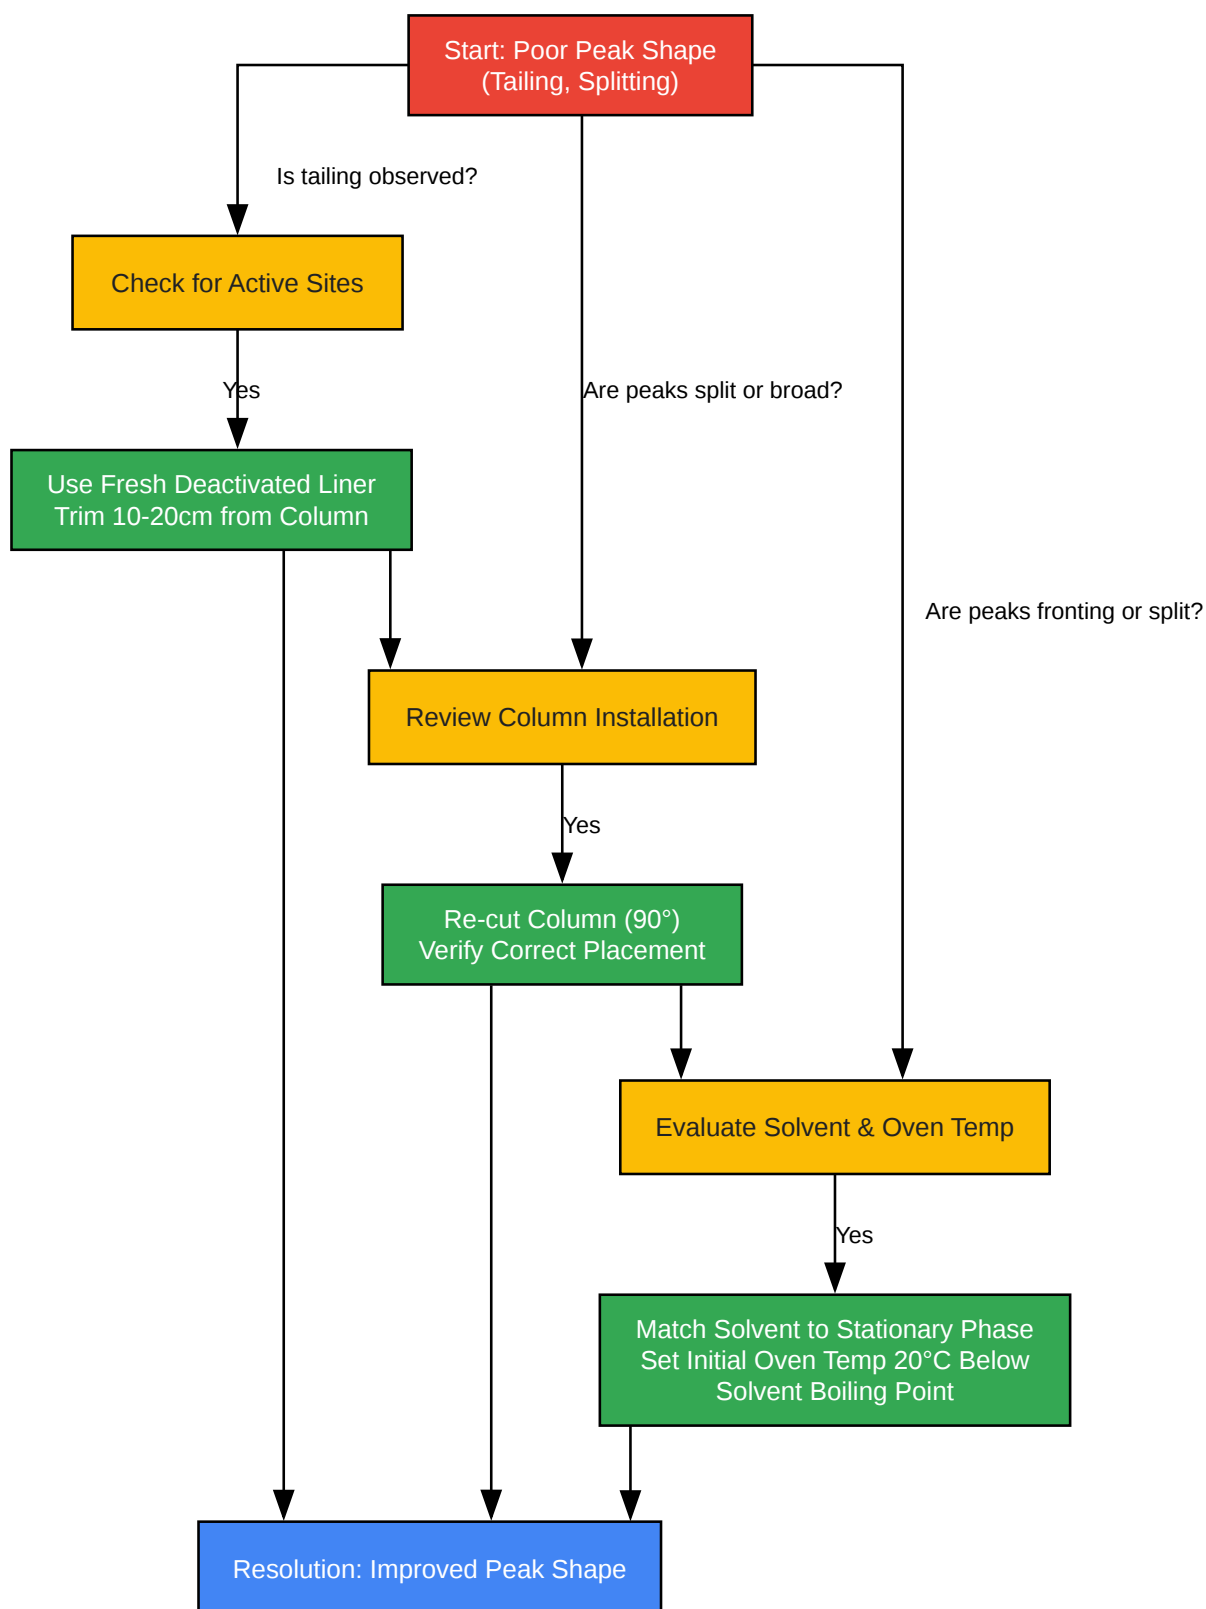 Start: Poor Peak Shape
(Tailing, Splitting)
Is tailing observed?
Check for Active Sites
Yes
Are peaks split or broad?
Use Fresh Deactivated Liner
Trim 10-20cm from Column
Are peaks fronting or split?
Review Column Installation
Yes
Re-cut Column (90°)
Verify Correct Placement
Evaluate Solvent & Oven Temp
Yes
Match Solvent to Stationary Phase
Set Initial Oven Temp 20°C Below
Solvent Boiling Point
Resolution: Improved Peak Shape